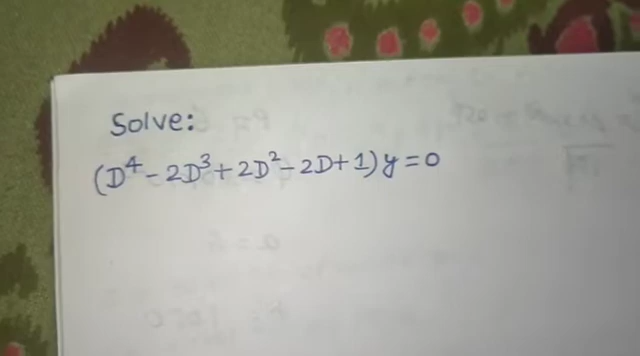 Solve:
(D⁴ - 2D³ + 2D² - 2D + 1) y = 0